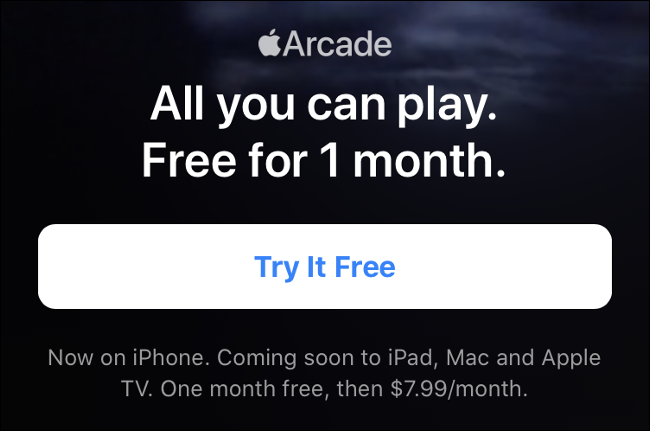 Arcade
All you can play.
Free for 1 month.
Try It Free
Now on iPhone. Coming soon to iPad, Mac and Apple
TV. One month free, then $7.99/month.